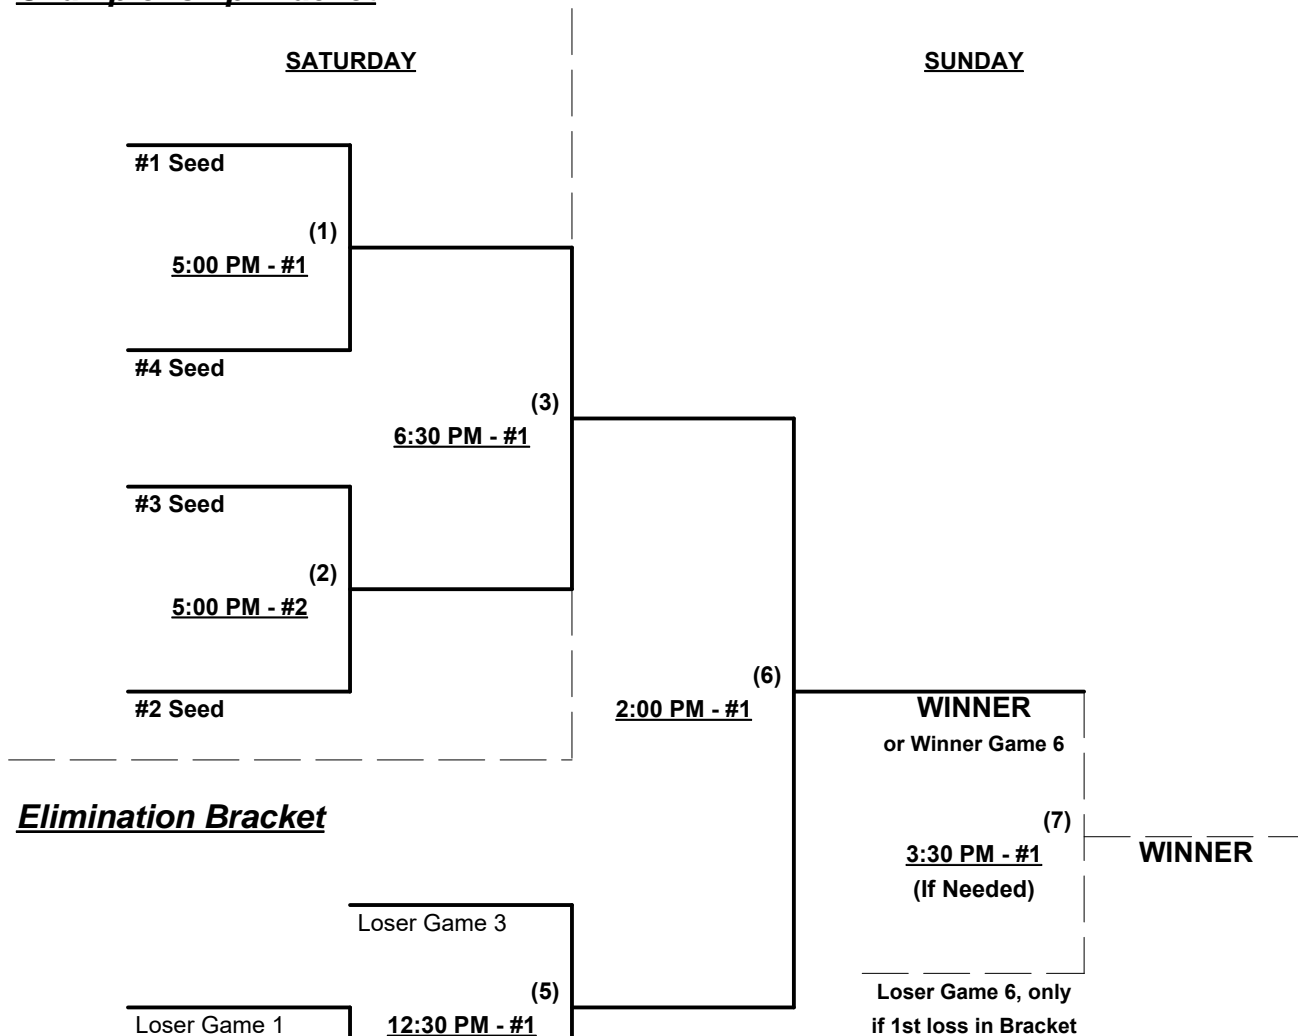 SATURDAY
SUNDAY
#1 Seed
(1)
5:00 PM - #1
#4 Seed
(3)
6:30 PM - #1
#3 Seed
(2)
5:00 PM - #2
#2 Seed
(6)
2:00 PM - #1
WINNER
or Winner Game 6
Elimination Bracket
(7)
3:30 PM - #1
(If Needed)
WINNER
Loser Game 3
(5)
12:30 PM - #1
Loser Game 1
Loser Game 6, only
if 1st loss in Bracket